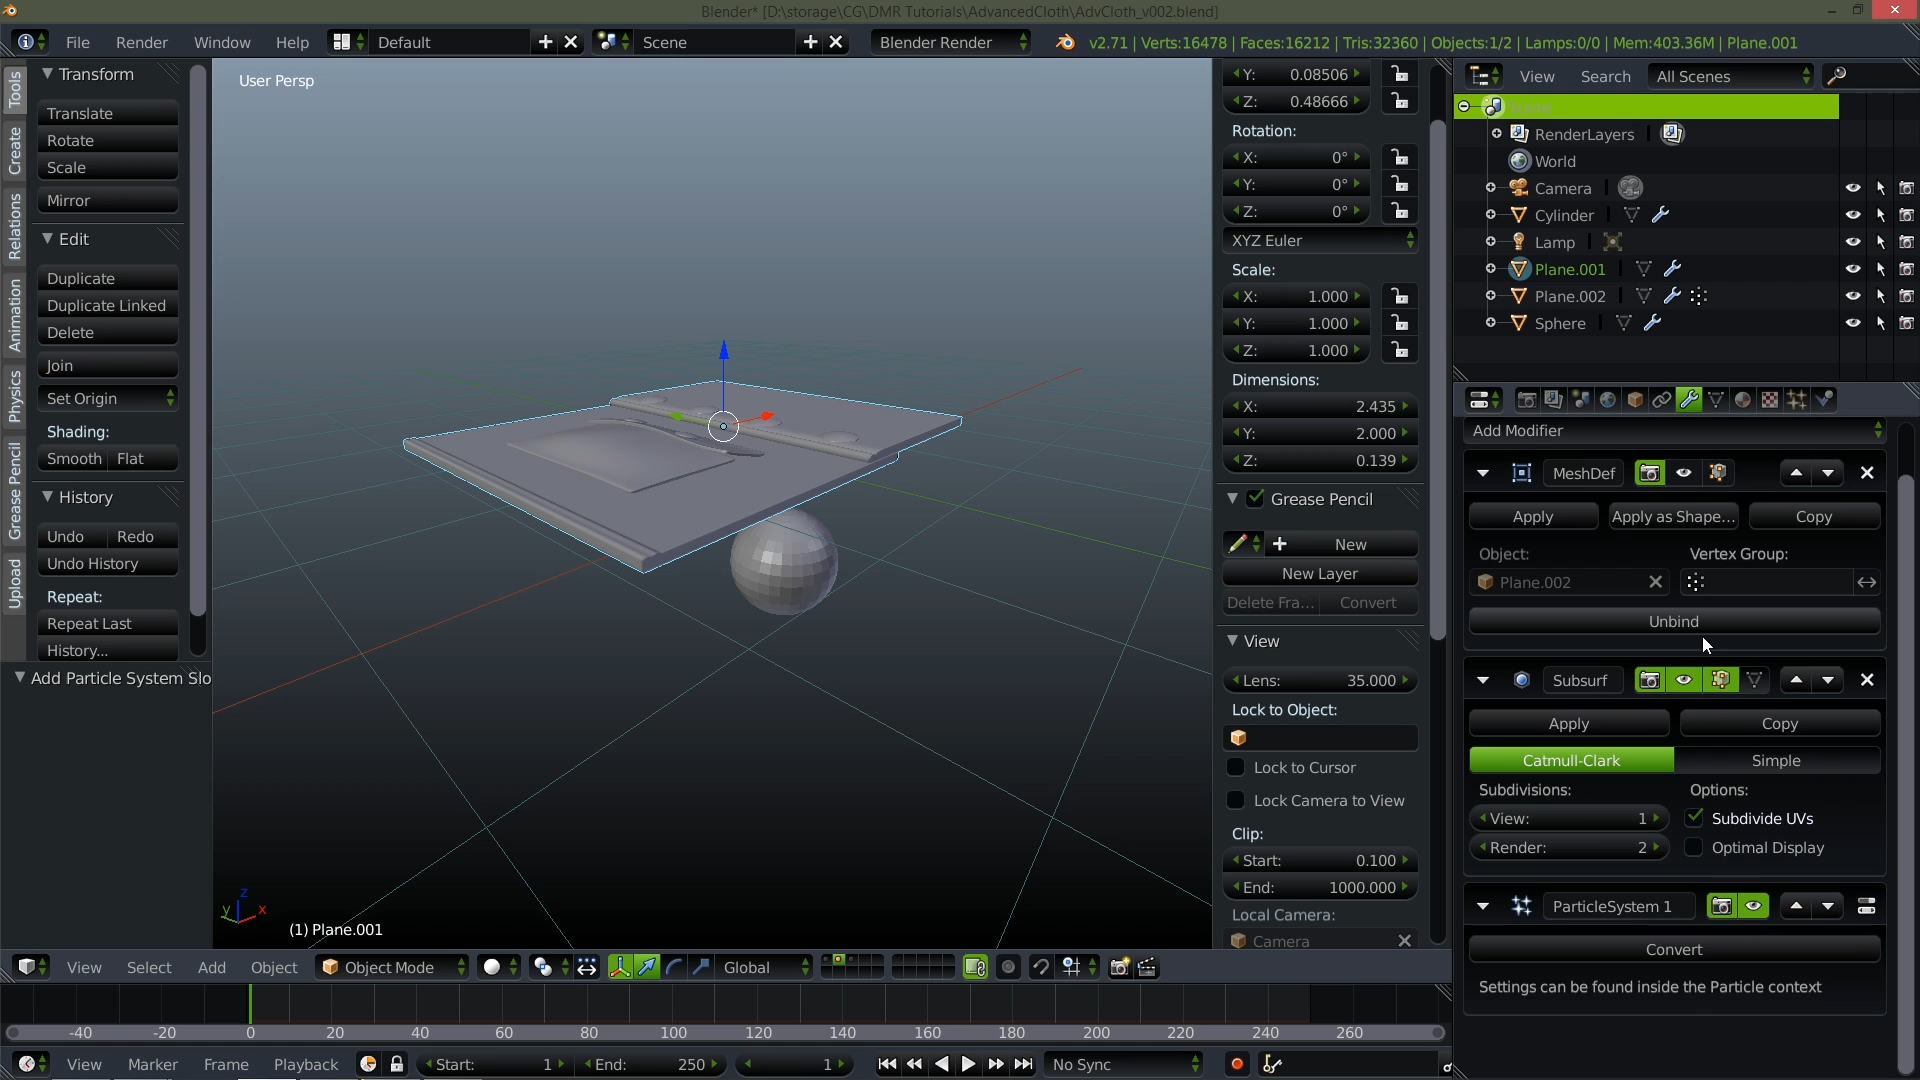 Blender* [D:\storage\CG\DMR Tutorials\AdvancedCloth\AdvCloth_v002.blend]
File Render Window Help Default Scene Blender Render v2.71 | Verts:16478 | Faces:16212 | Tris:32360 | Objects:1/2 | Lamps:0/0 | Mem:403.36M | Plane.001
Tools
Create
Relations
Animation
Physics
Grease Pencil
Upload
Transform
Translate
Rotate
Scale
Mirror
Edit
Duplicate
Duplicate Linked
Delete
Join
Set Origin
Shading:
Smooth Flat
History
Undo Redo
Undo History
Repeat:
Repeat Last
History...
Add Particle System Slo
User Persp
z
y x
(1) Plane.001
Y: 0.08506
Z: 0.48666
Rotation:
X: 0°
Y: 0°
Z: 0°
XYZ Euler
Scale:
X: 1.000
Y: 1.000
Z: 1.000
Dimensions:
X: 2.435
Y: 2.000
Z: 0.139
Grease Pencil
New
New Layer
Delete Fra... Convert
View
Lens: 35.000
Lock to Object:
Lock to Cursor
Lock Camera to View
Clip:
Start: 0.100
End: 1000.000
Local Camera:
Camera
View Search All Scenes
RenderLayers
World
Camera
Cylinder
Lamp
Plane.001
Plane.002
Sphere
Add Modifier
MeshDef
Apply Apply as Shape... Copy
Object: Vertex Group:
Plane.002
Unbind
Subsurf
Apply Copy
Catmull-Clark Simple
Subdivisions: Options:
View: 1 Subdivide UVs
Render: 2 Optimal Display
ParticleSystem 1
Convert
Settings can be found inside the Particle context
View Select Add Object Object Mode Global
-40 -20 0 20 40 60 80 100 120 140 160 180 200 220 240 260
View Marker Frame Playback Start: 1 End: 250 1 No Sync